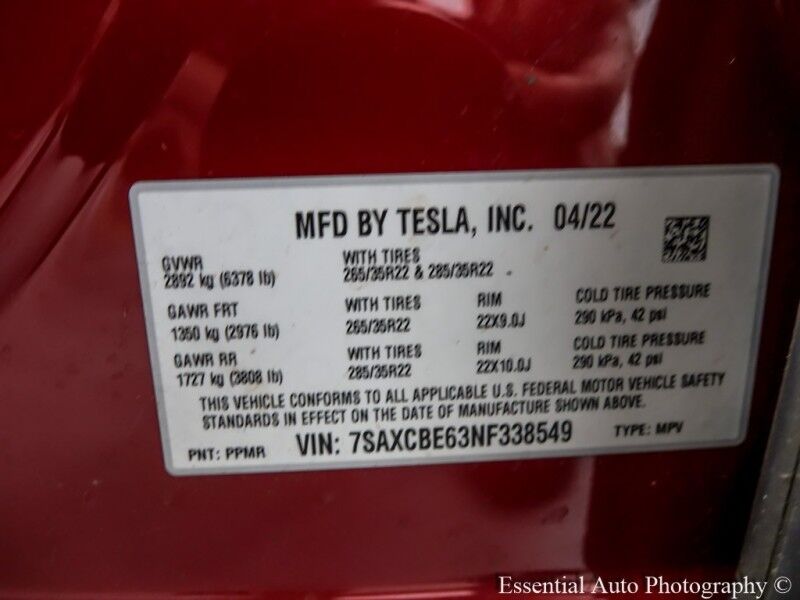 MFD BY TESLA, INC. 04/22
GVWR WITH TIRES
2892 kg (6378 lb) 265/35R22 & 285/35R22
GAWR FRT WITH TIRES RIM COLD TIRE PRESSURE
1350 kg (2976 lb) 265/35R22 22X9.0J 290 kPa, 42 psi
GAWR RR WITH TIRES RIM COLD TIRE PRESSURE
1727 kg (3808 lb) 285/35R22 22X10.0J 290 kPa, 42 psi
THIS VEHICLE CONFORMS TO ALL APPLICABLE U.S. FEDERAL MOTOR VEHICLE SAFETY
STANDARDS IN EFFECT ON THE DATE OF MANUFACTURE SHOWN ABOVE.
PNT: PPMR VIN: 7SAXCBE63NF338549 TYPE: MPV
Essential Auto Photography ©